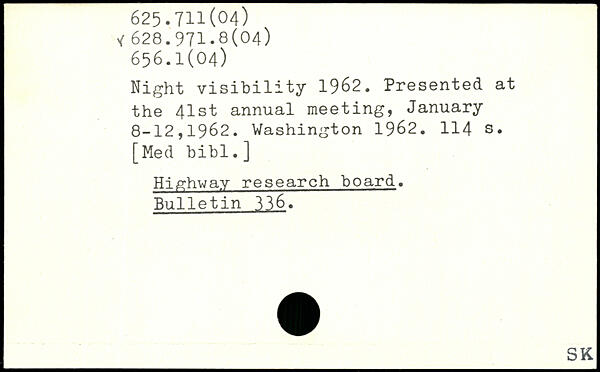 625.711(04)
√ 628.971.8(04)
656.1(04)
Night visibility 1962. Presented at
the 41st annual meeting, January
8-12,1962. Washington 1962. 114 s.
[Med bibl.]
Highway research board.
Bulletin 336.
SK